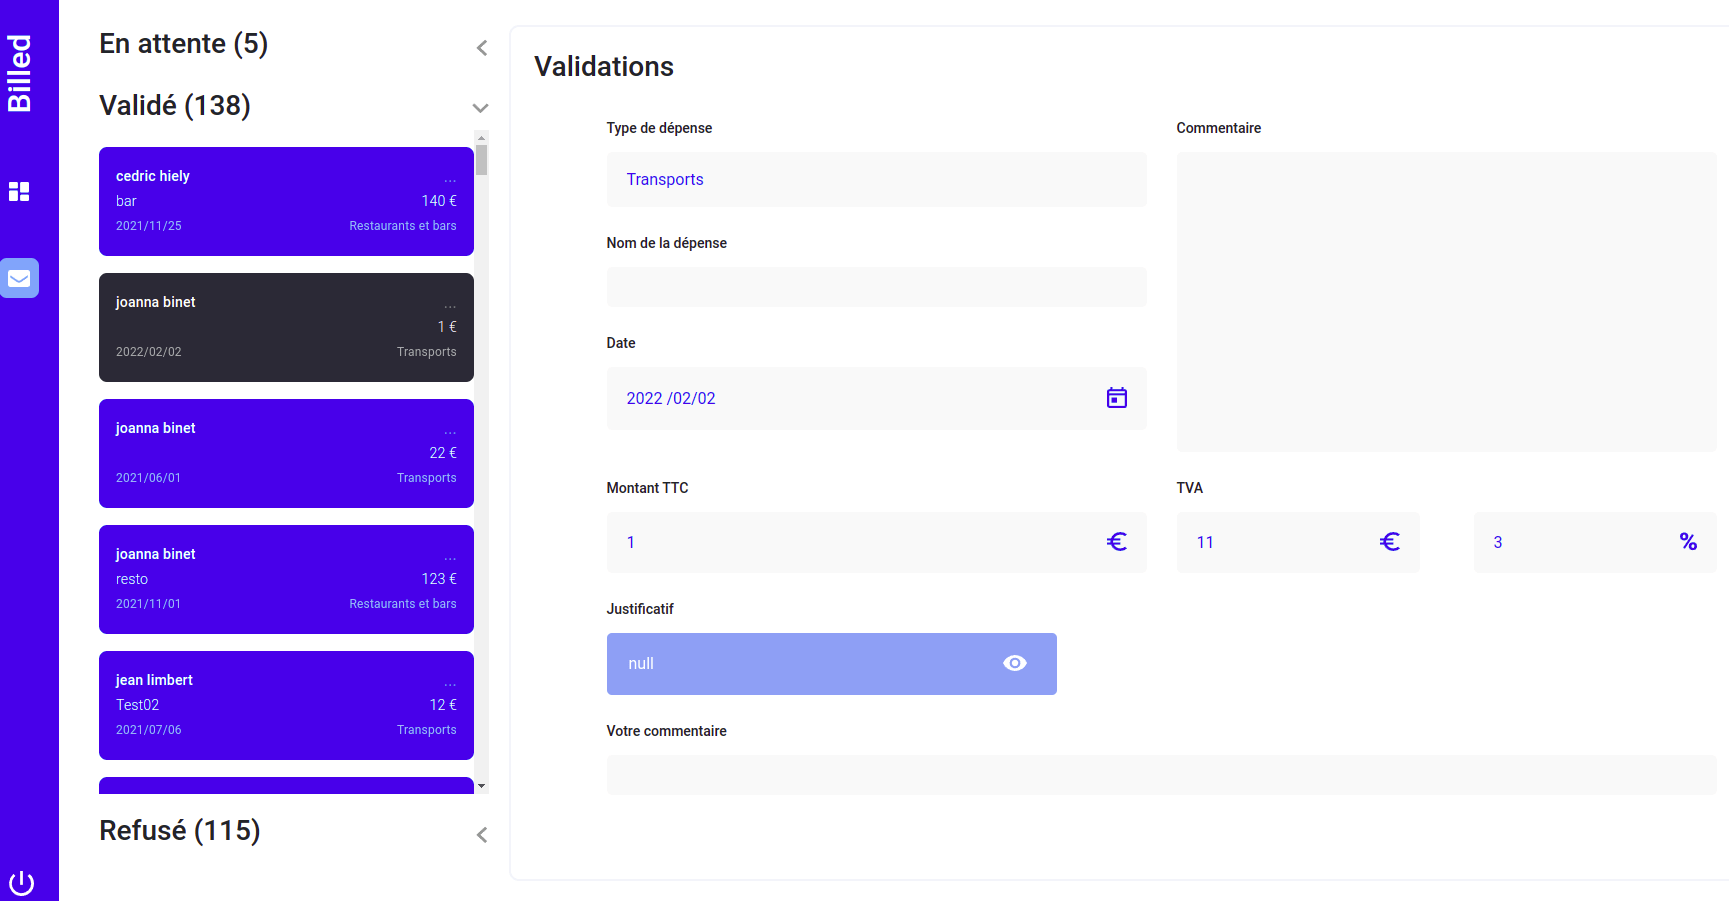 Billed
En attente (5)
Validé (138)
cedric hiely ...
bar 140 €
2021/11/25 Restaurants et bars
joanna binet ...
1 €
2022/02/02 Transports
joanna binet ...
22 €
2021/06/01 Transports
joanna binet ...
resto 123 €
2021/11/01 Restaurants et bars
jean limbert ...
Test02 12 €
2021/07/06 Transports
Refusé (115)
Validations
Type de dépense
Transports
Nom de la dépense
Date
2022 /02/02
Commentaire
Montant TTC
1 €
TVA
11 € 3 %
Justificatif
null
Votre commentaire